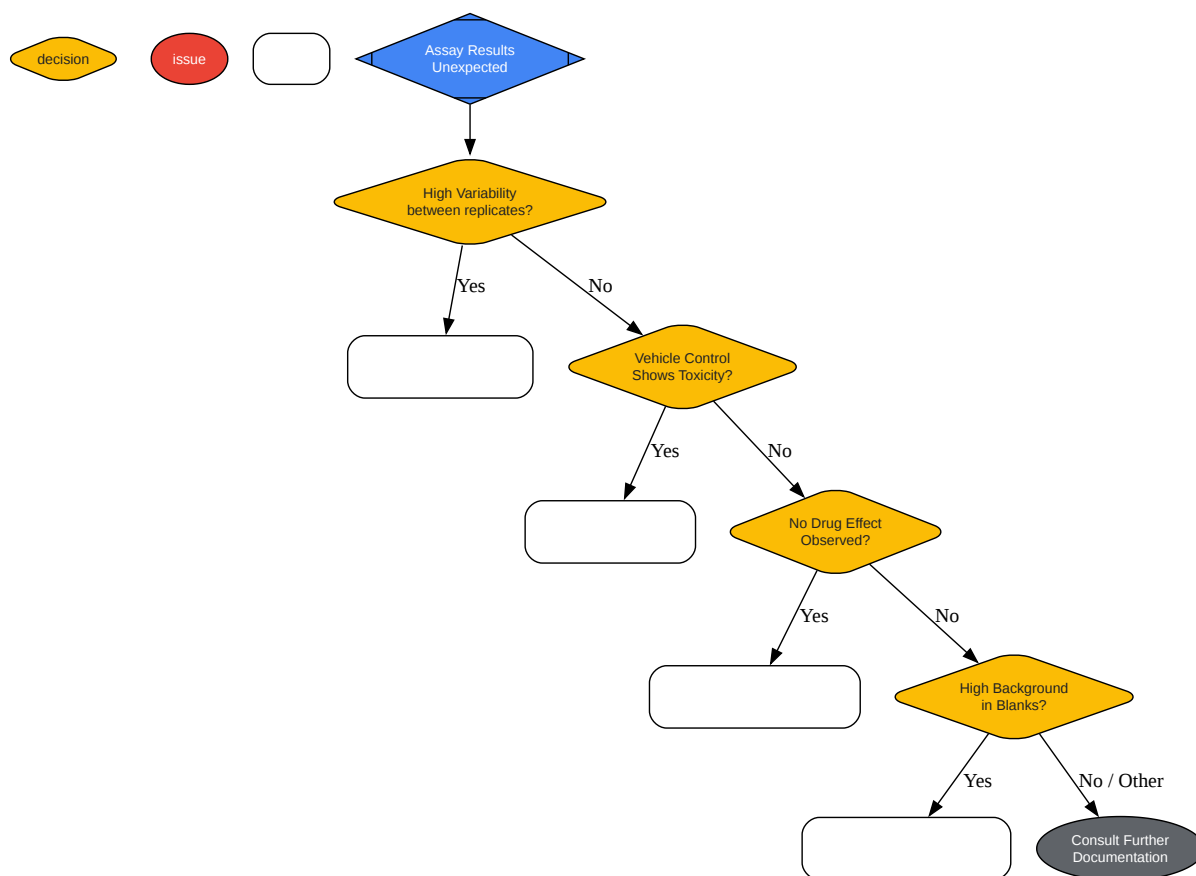 decision
issue
Assay Results
Unexpected
High Variability
between replicates?
Yes
No
Vehicle Control
Shows Toxicity?
Yes
No
No Drug Effect
Observed?
Yes
No
High Background
in Blanks?
Yes
No / Other
Consult Further
Documentation